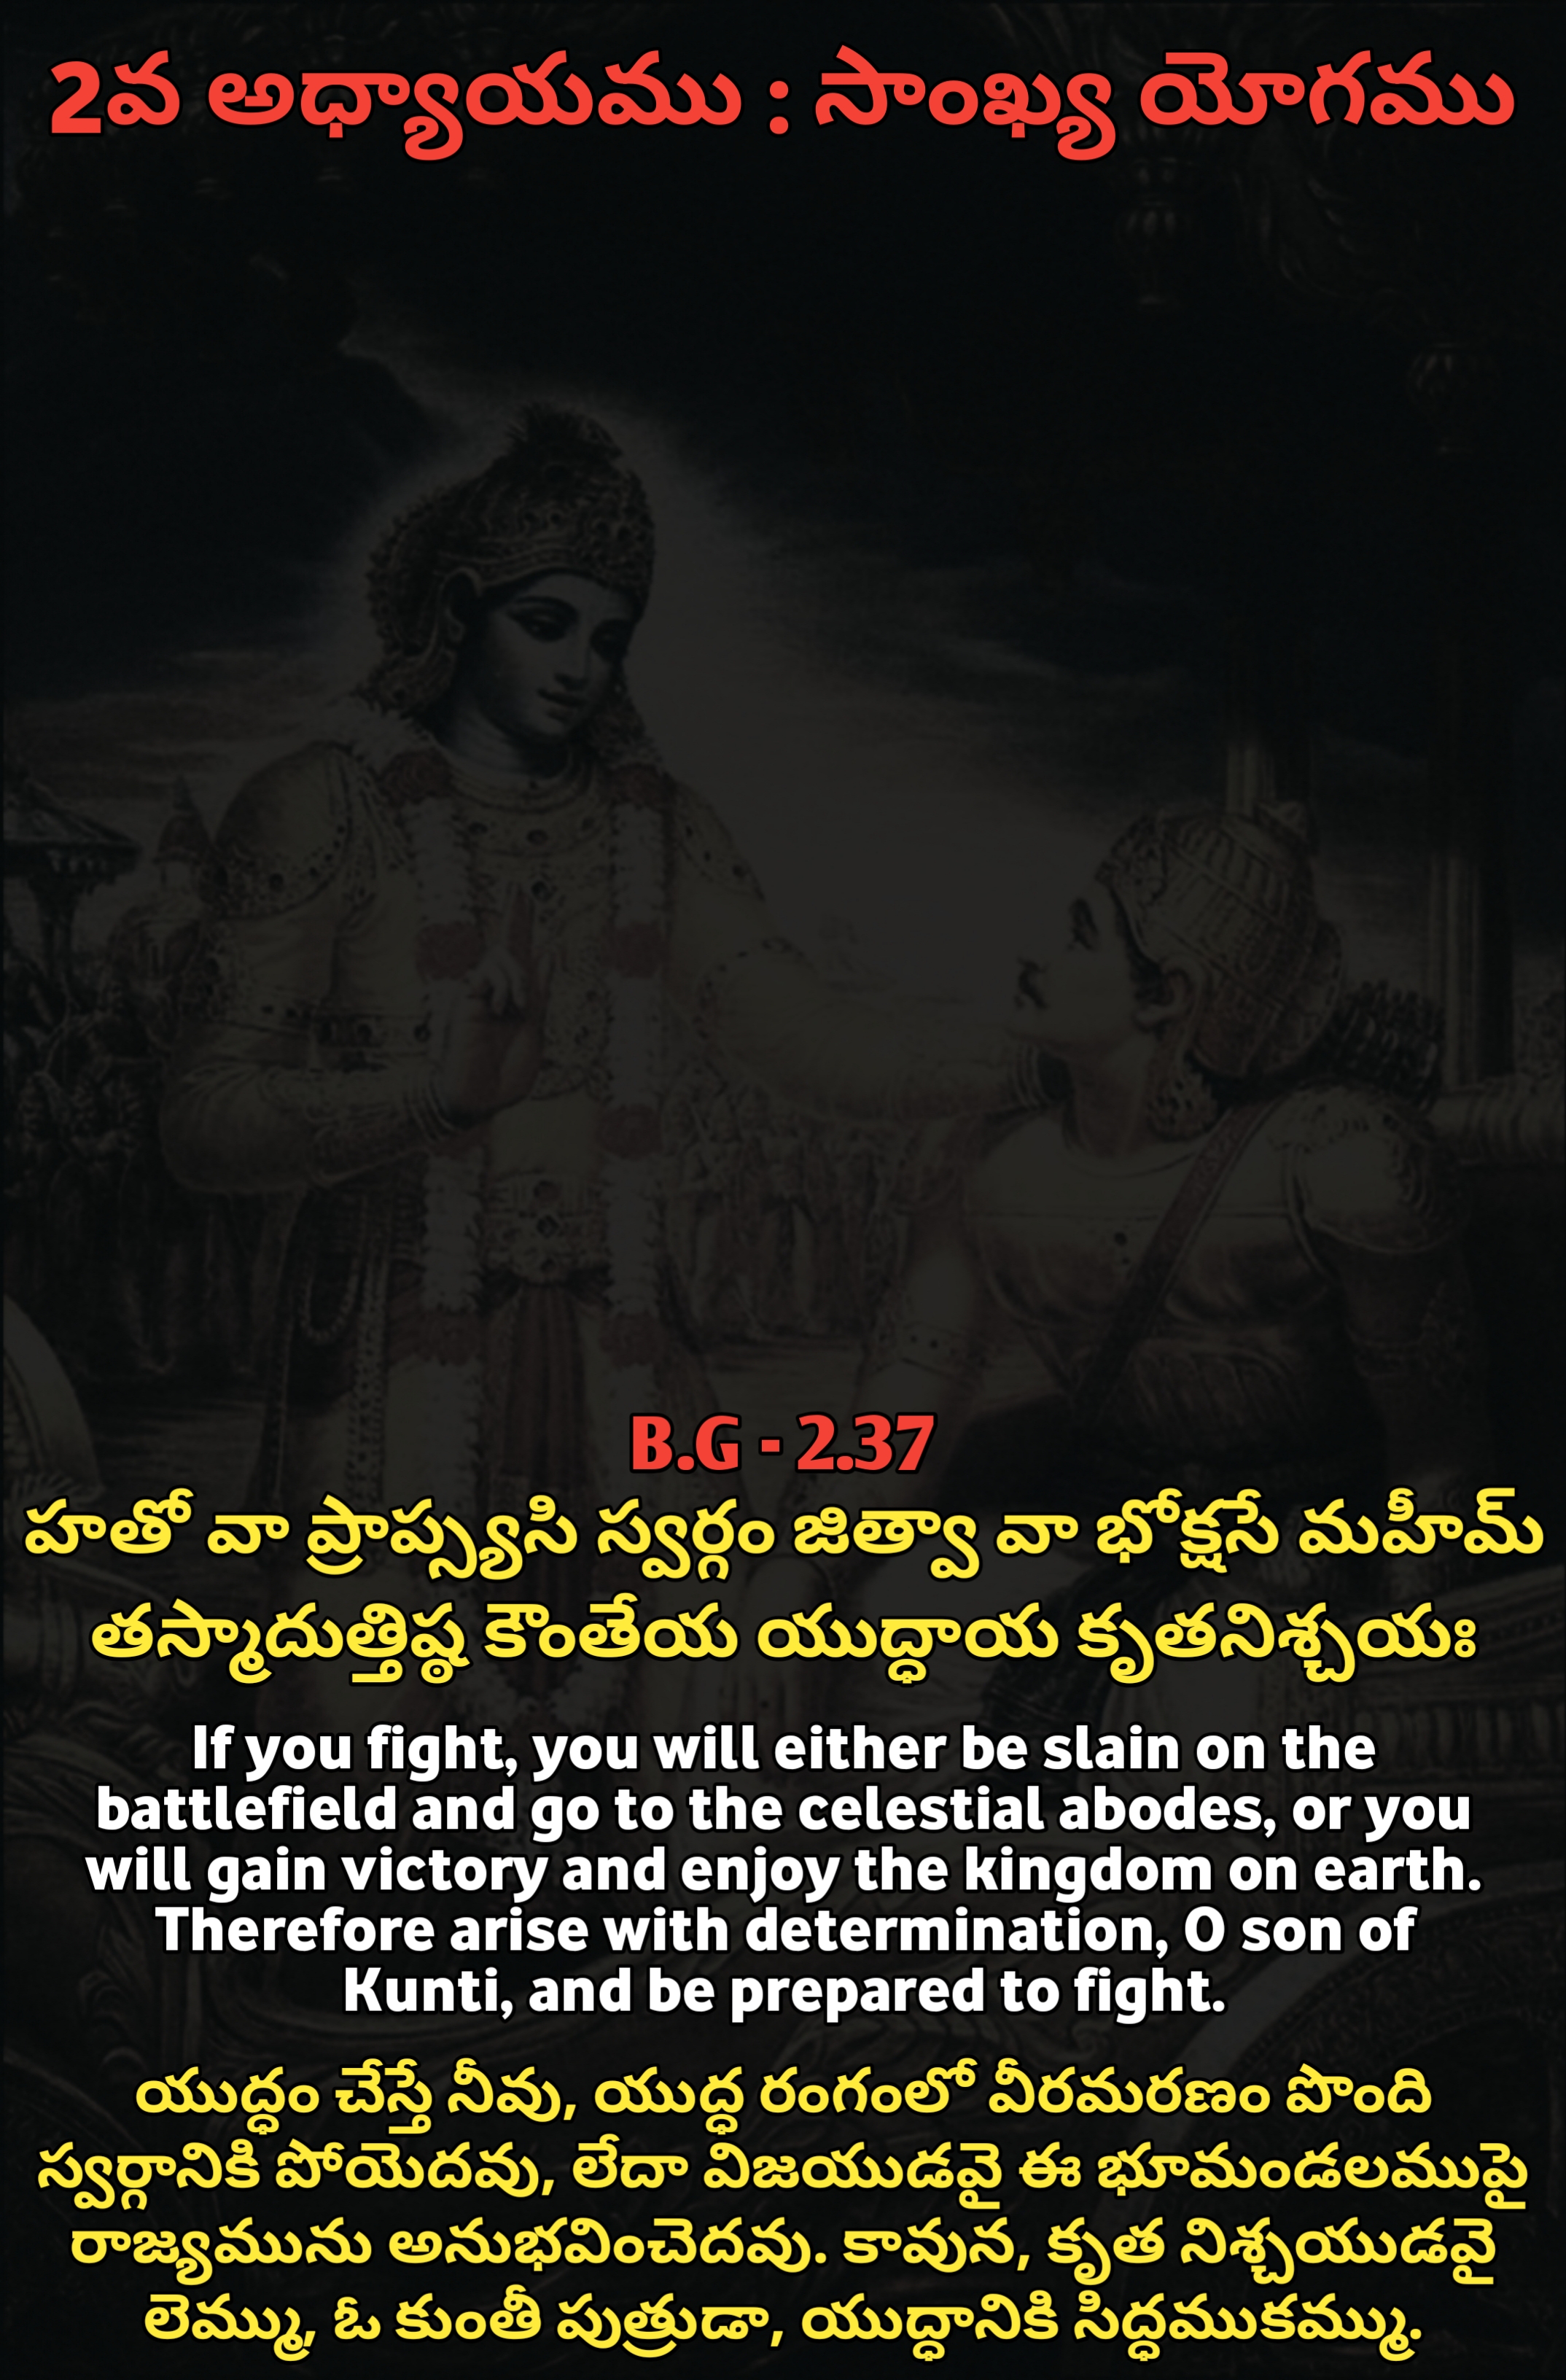 2వ అధ్యాయము : సాంఖ్య యోగము
B.G - 2.37
హతో వా ప్రాప్స్యసి స్వర్గం జిత్వా వా భోక్షసే మహీమ్
తస్మాదుత్తిష్ఠ కౌంతేయ యుద్ధాయ కృతనిశ్చయః
If you fight, you will either be slain on the
battlefield and go to the celestial abodes, or you
will gain victory and enjoy the kingdom on earth.
Therefore arise with determination, O son of
Kunti, and be prepared to fight.
యుద్ధం చేస్తే నీవు, యుద్ధ రంగంలో వీరమరణం పొంది
స్వర్గానికి పోయెదవు, లేదా విజయుడవై ఈ భూమండలముపై
రాజ్యమును అనుభవించెదవు. కావున, కృత నిశ్చయుడవై
లెమ్ము, ఓ కుంతీ పుత్రుడా, యుద్ధానికి సిద్ధముకమ్ము.